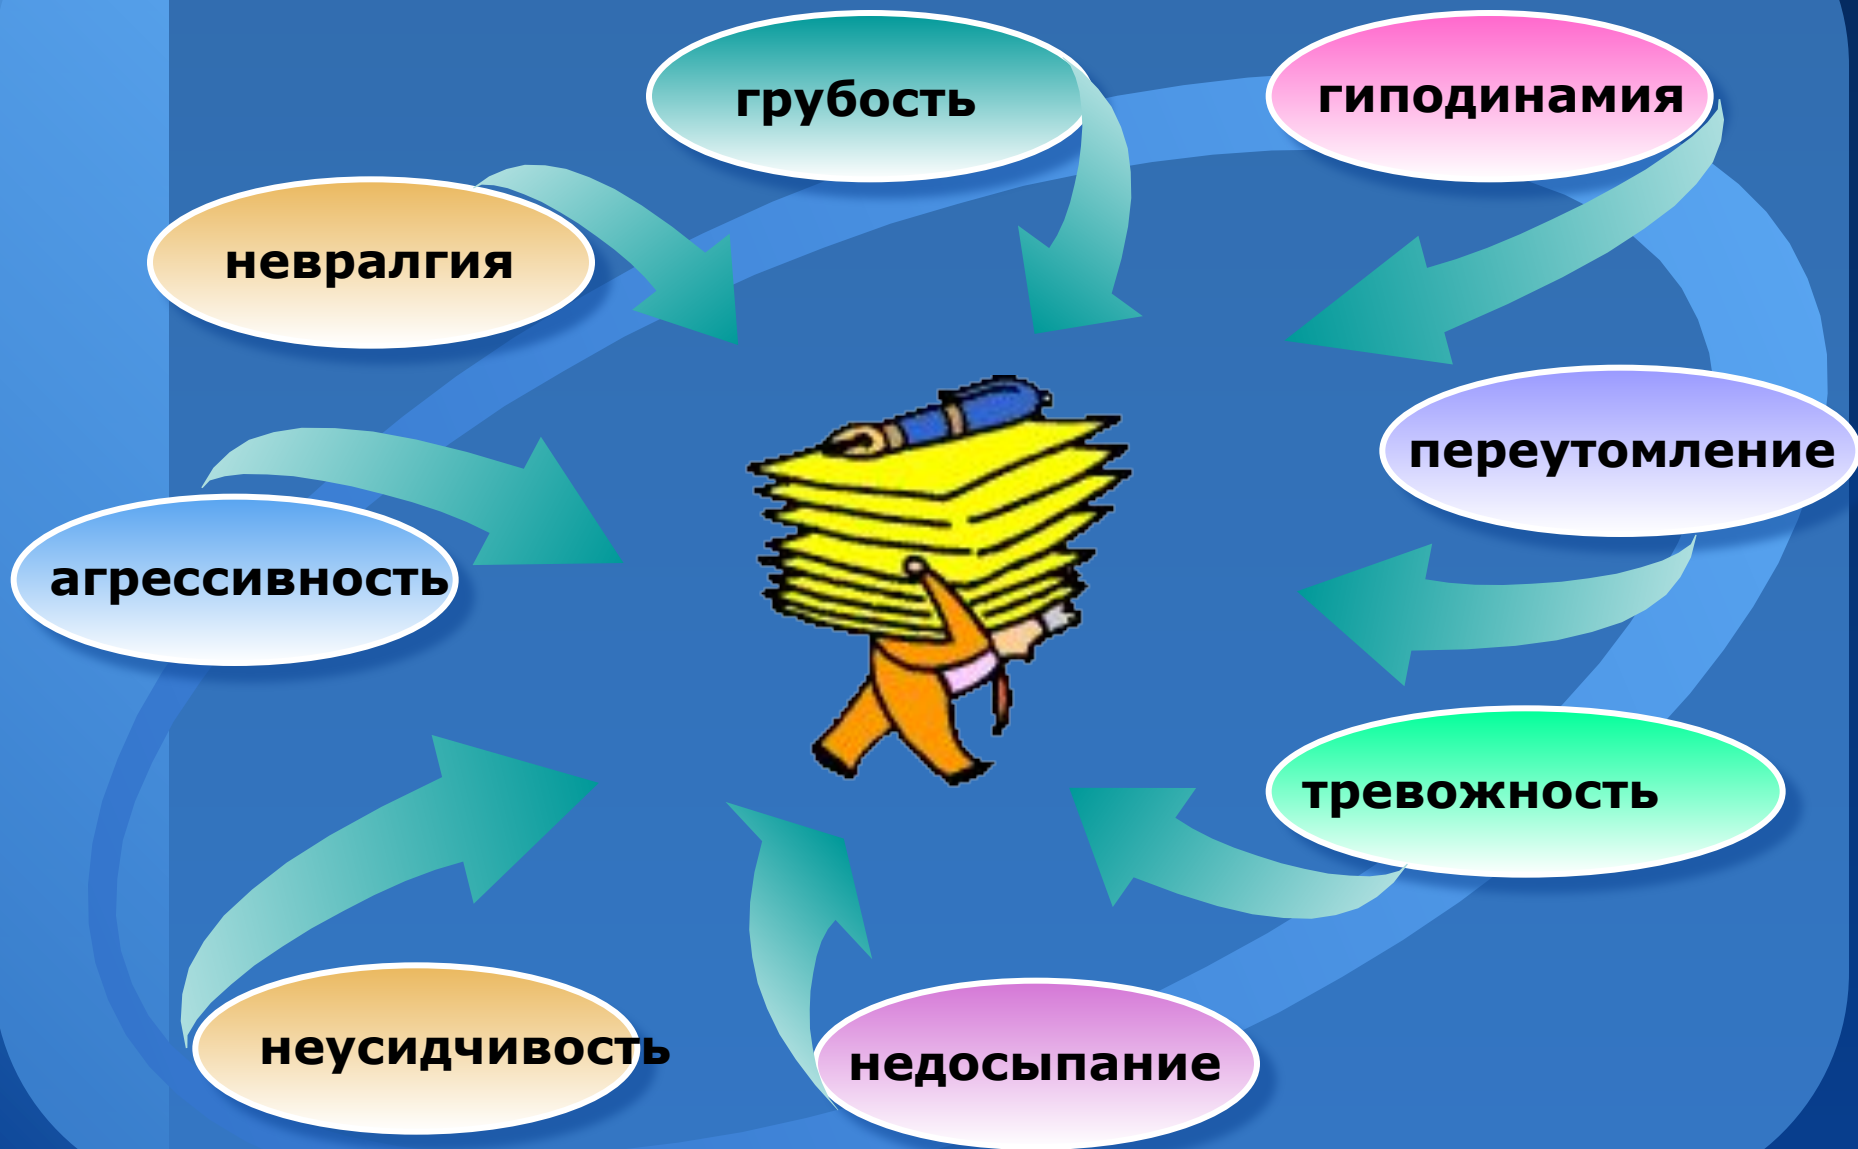 грубость
гиподинамия
невралгия
переутомление
агрессивность
тревожность
неусидчивость
недосыпание